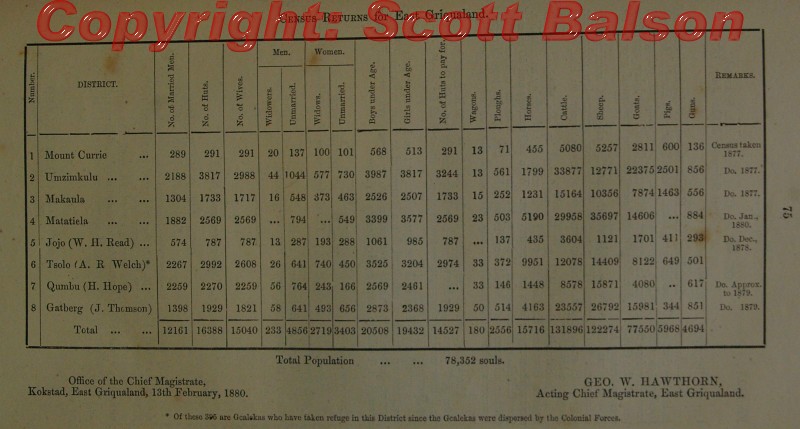 Copyright: Scott Balson
CENSUS RETURNS for EAST GRIQUALAND.
Number. DISTRICT. No. of Married Men. No. of Huts. No. of Wives. Men. Widowers. Unmarried. Women. Widows. Unmarried. Boys under Age. Girls under Age. No. of Huts to pay for. Wagons. Ploughs. Horses. Cattle. Sheep. Goats. Pigs. Guns. REMARKS.
1 Mount Currie ... 289 291 291 20 137 100 101 568 513 291 13 71 455 5080 5257 2811 600 136 Census taken 1877.
2 Umzimkulu ... ... 2188 3817 2988 44 1044 577 730 3987 3817 3244 13 561 1799 33877 12771 22375 2501 856 Do. 1877.
3 Makaula ... ... 1304 1733 1717 16 548 373 463 2526 2507 1733 15 252 1231 15164 10356 7874 1463 556 Do. 1877.
4 Matatiela ... ... 1882 2569 2569 ... 794 ... 549 3399 3577 2569 23 503 5190 29958 35697 14606 ... 884 Do. Jan., 1880.
5 Jojo (W. H. Read) ... 574 787 787 13 287 193 288 1061 985 787 ... 137 435 3604 1121 1701 411 293 Do. Dec., 1878.
6 Tsolo (A. R Welch)* 2267 2992 2608 26 641 740 450 3525 3204 2974 33 372 9951 12078 14409 8122 649 501
7 Qumbu (H. Hope) ... 2259 2270 2259 56 764 243 166 2569 2461 ... 33 146 1448 8578 15871 4080 .. 617 Do. Approx. to 1879.
8 Gatberg (J. Thomson) 1398 1929 1821 58 641 493 656 2873 2368 1929 50 514 4163 23557 26792 15981 344 851 Do. 1879.
Total ... ... 12161 16388 15040 233 4856 2719 3403 20508 19432 14527 180 2556 15716 131896 122274 77550 5968 4694
Total Population ... ... 78,352 souls.
Office of the Chief Magistrate,
Kokstad, East Griqualand, 13th February, 1880.
GEO. W. HAWTHORN,
Acting Chief Magistrate, East Griqualand.
* Of these are Gcalekas who have taken refuge in this District since the Gcalekas were dispersed by the Colonial Forces.
75